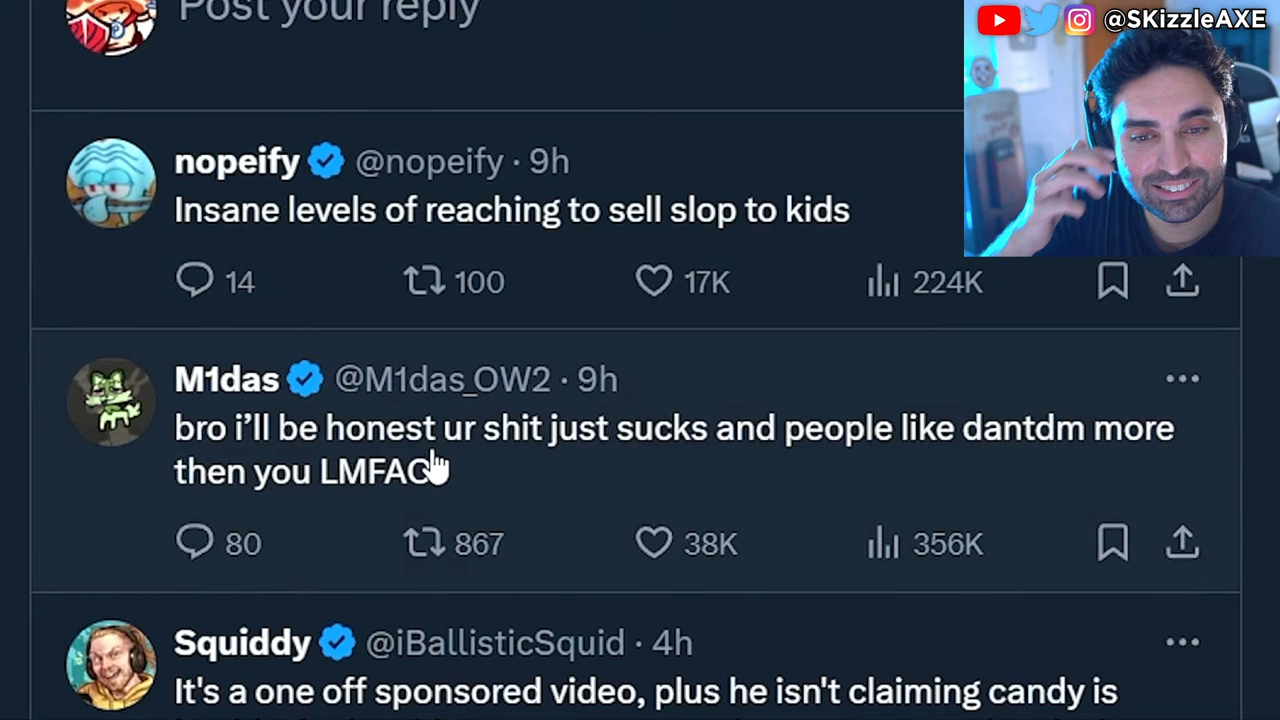 Post your reply
@SKizzleAXE
nopeify @nopeify · 9h
Insane levels of reaching to sell slop to kids
14 100 17K 224K
M1das @M1das_OW2 · 9h
bro i’ll be honest ur shit just sucks and people like dantdm more
then you LMFAO
80 867 38K 356K
Squiddy @iBallisticSquid · 4h
It's a one off sponsored video, plus he isn't claiming candy is